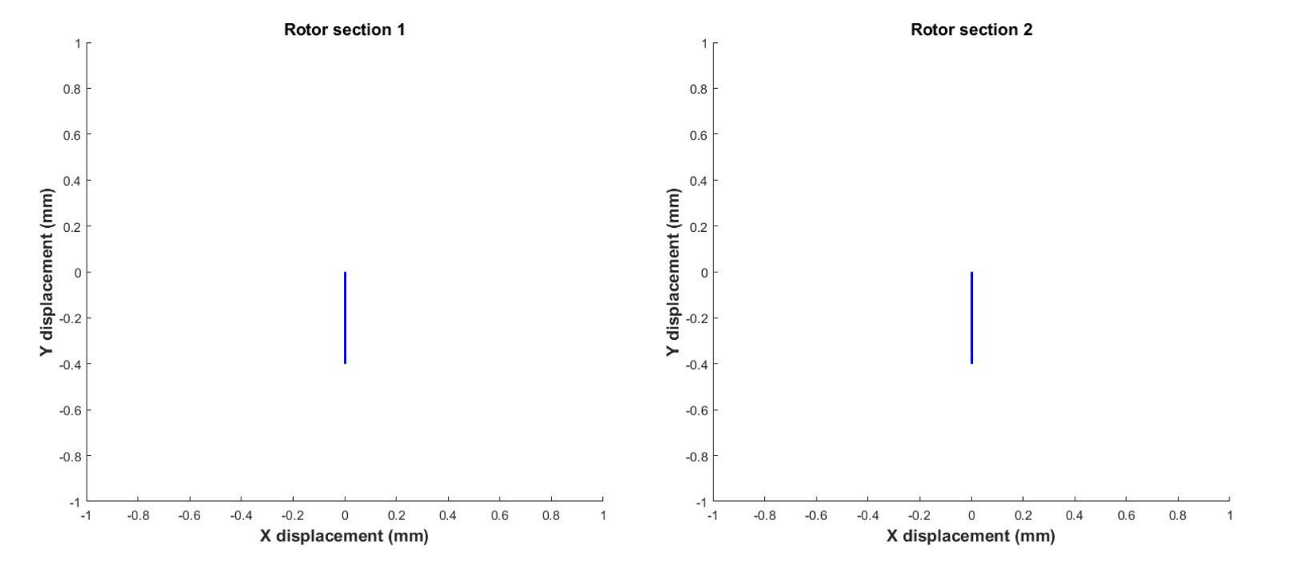 Rotor section 1
1
0.8
0.6
0.4
0.2
0
-0.2
-0.4
-0.6
-0.8
-1
Y displacement (mm)
-1 -0.8 -0.6 -0.4 -0.2 0 0.2 0.4 0.6 0.8 1
X displacement (mm)
Rotor section 2
1
0.8
0.6
0.4
0.2
0
-0.2
-0.4
-0.6
-0.8
-1
Y displacement (mm)
-1 -0.8 -0.6 -0.4 -0.2 0 0.2 0.4 0.6 0.8 1
X displacement (mm)